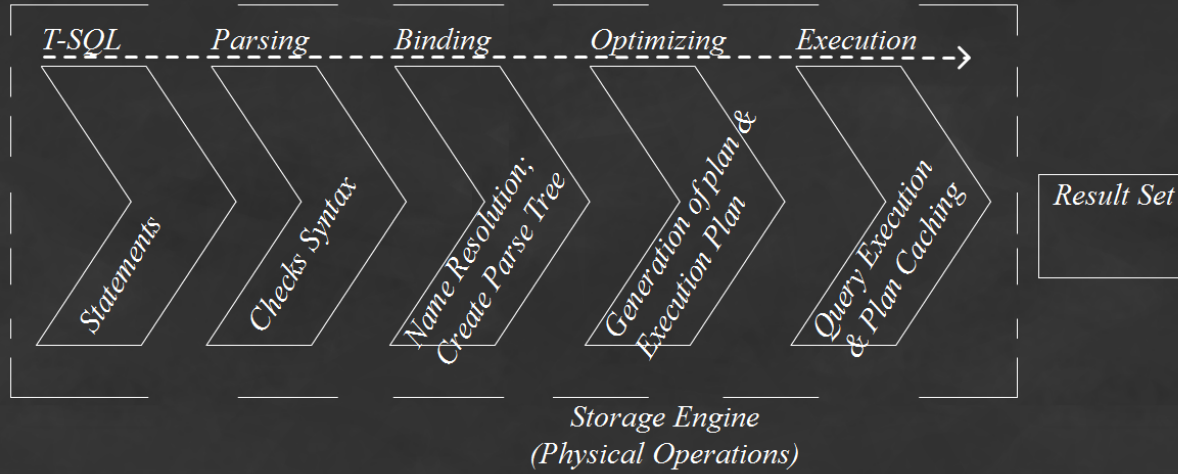 T-SQL
Parsing
Binding
Optimizing
Execution
Statements
Checks Syntax
Name Resolution;
Create Parse Tree
Generation of plan &
Execution Plan
Query Execution
& Plan Caching
Result Set
Storage Engine
(Physical Operations)